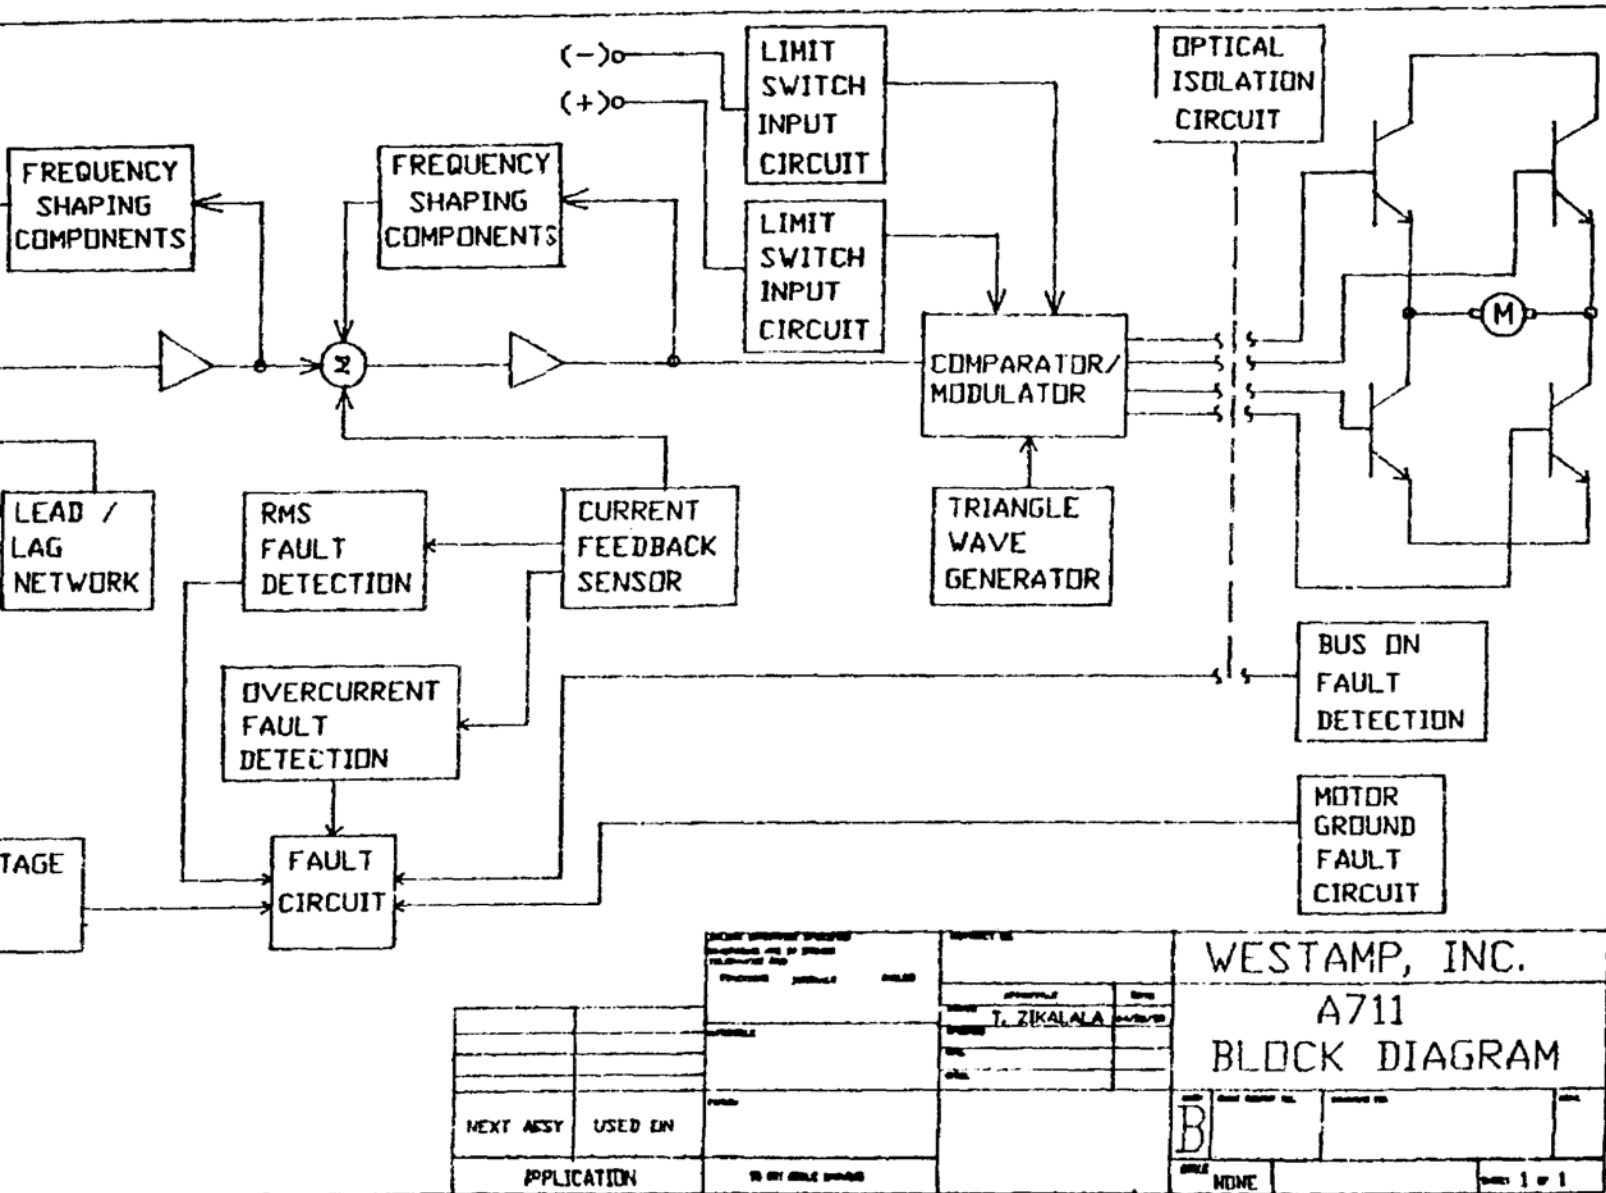 (-)
(+)
LIMIT
SWITCH
INPUT
CIRCUIT
OPTICAL
ISOLATION
CIRCUIT
FREQUENCY
SHAPING
COMPONENTS
FREQUENCY
SHAPING
COMPONENTS
LIMIT
SWITCH
INPUT
CIRCUIT
M
Σ
COMPARATOR/
MODULATOR
LEAD /
LAG
NETWORK
RMS
FAULT
DETECTION
CURRENT
FEEDBACK
SENSOR
TRIANGLE
WAVE
GENERATOR
BUS ON
FAULT
DETECTION
OVERCURRENT
FAULT
DETECTION
MOTOR
GROUND
FAULT
CIRCUIT
TAGE
FAULT
CIRCUIT
WESTAMP, INC.
A711
BLOCK DIAGRAM
T. ZIKALALA
NEXT ASSY
USED ON
APPLICATION
B
NONE
1 OF 1